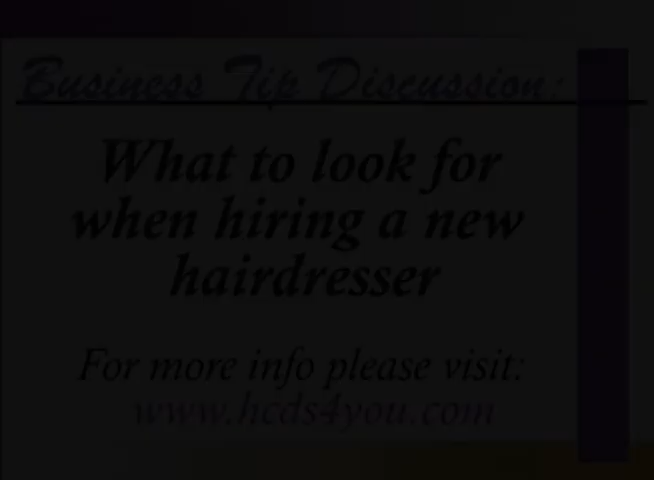 Business Tip Discussion:
What to look for
when hiring a new
hairdresser
For more info please visit:
www.hcds4you.com